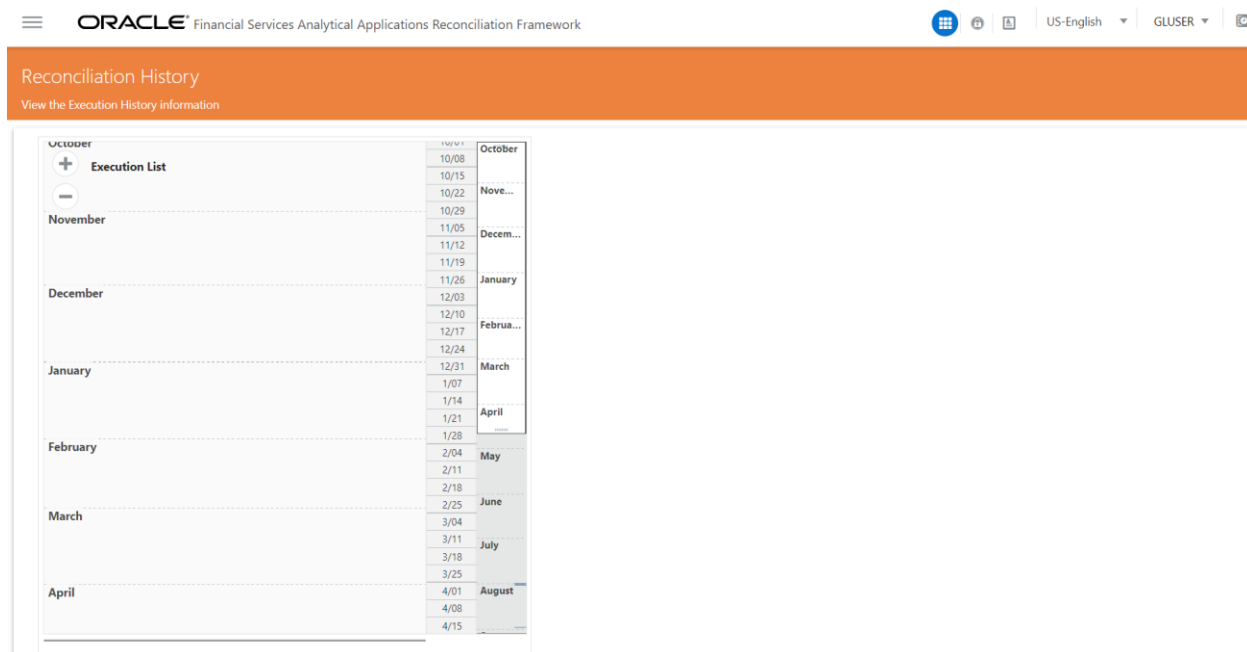 ORACLE® Financial Services Analytical Applications Reconciliation Framework
US-English
GLUSER
Reconciliation History
View the Execution History information
October
Execution List
November
December
January
February
March
April
10/01
10/08
10/15
10/22
10/29
11/05
11/12
11/19
11/26
12/03
12/10
12/17
12/24
12/31
1/07
1/14
1/21
1/28
2/04
2/11
2/18
2/25
3/04
3/11
3/18
3/25
4/01
4/08
4/15
October
Nove...
Decem...
January
Februa...
March
April
May
June
July
August